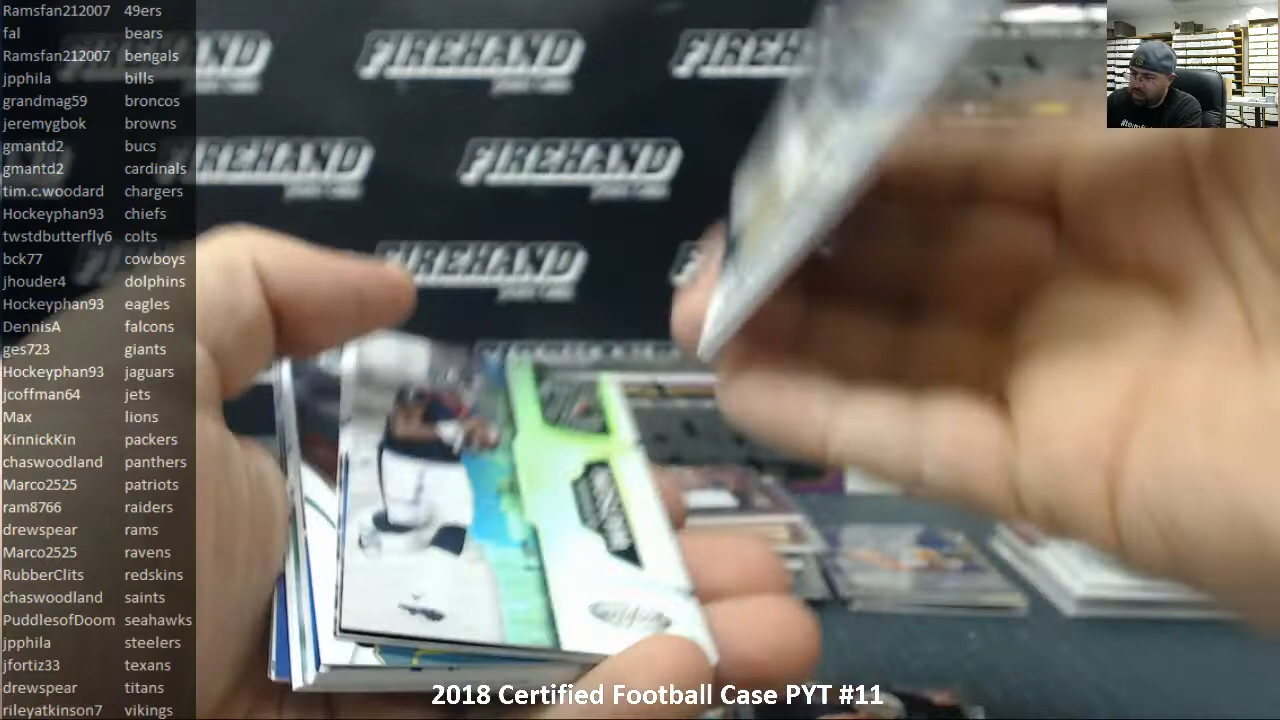 Ramsfan212007 49ers
fal bears
Ramsfan212007 bengals
jpphila bills
grandmag59 broncos
jeremygbok browns
gmantd2 bucs
gmantd2 cardinals
tim.c.woodard chargers
Hockeyphan93 chiefs
twstdbutterfly6 colts
bck77 cowboys
jhouder4 dolphins
Hockeyphan93 eagles
DennisA falcons
ges723 giants
Hockeyphan93 jaguars
jcoffman64 jets
Max lions
KinnickKin packers
chaswoodland panthers
Marco2525 patriots
ram8766 raiders
drewspear rams
Marco2525 ravens
RubberClits redskins
chaswoodland saints
PuddlesofDoom seahawks
jpphila steelers
jfortiz33 texans
drewspear titans
rileyatkinson7 vikings
FIREHAND
FIREHAND
FIREHAND
2018 Certified Football Case PYT #11